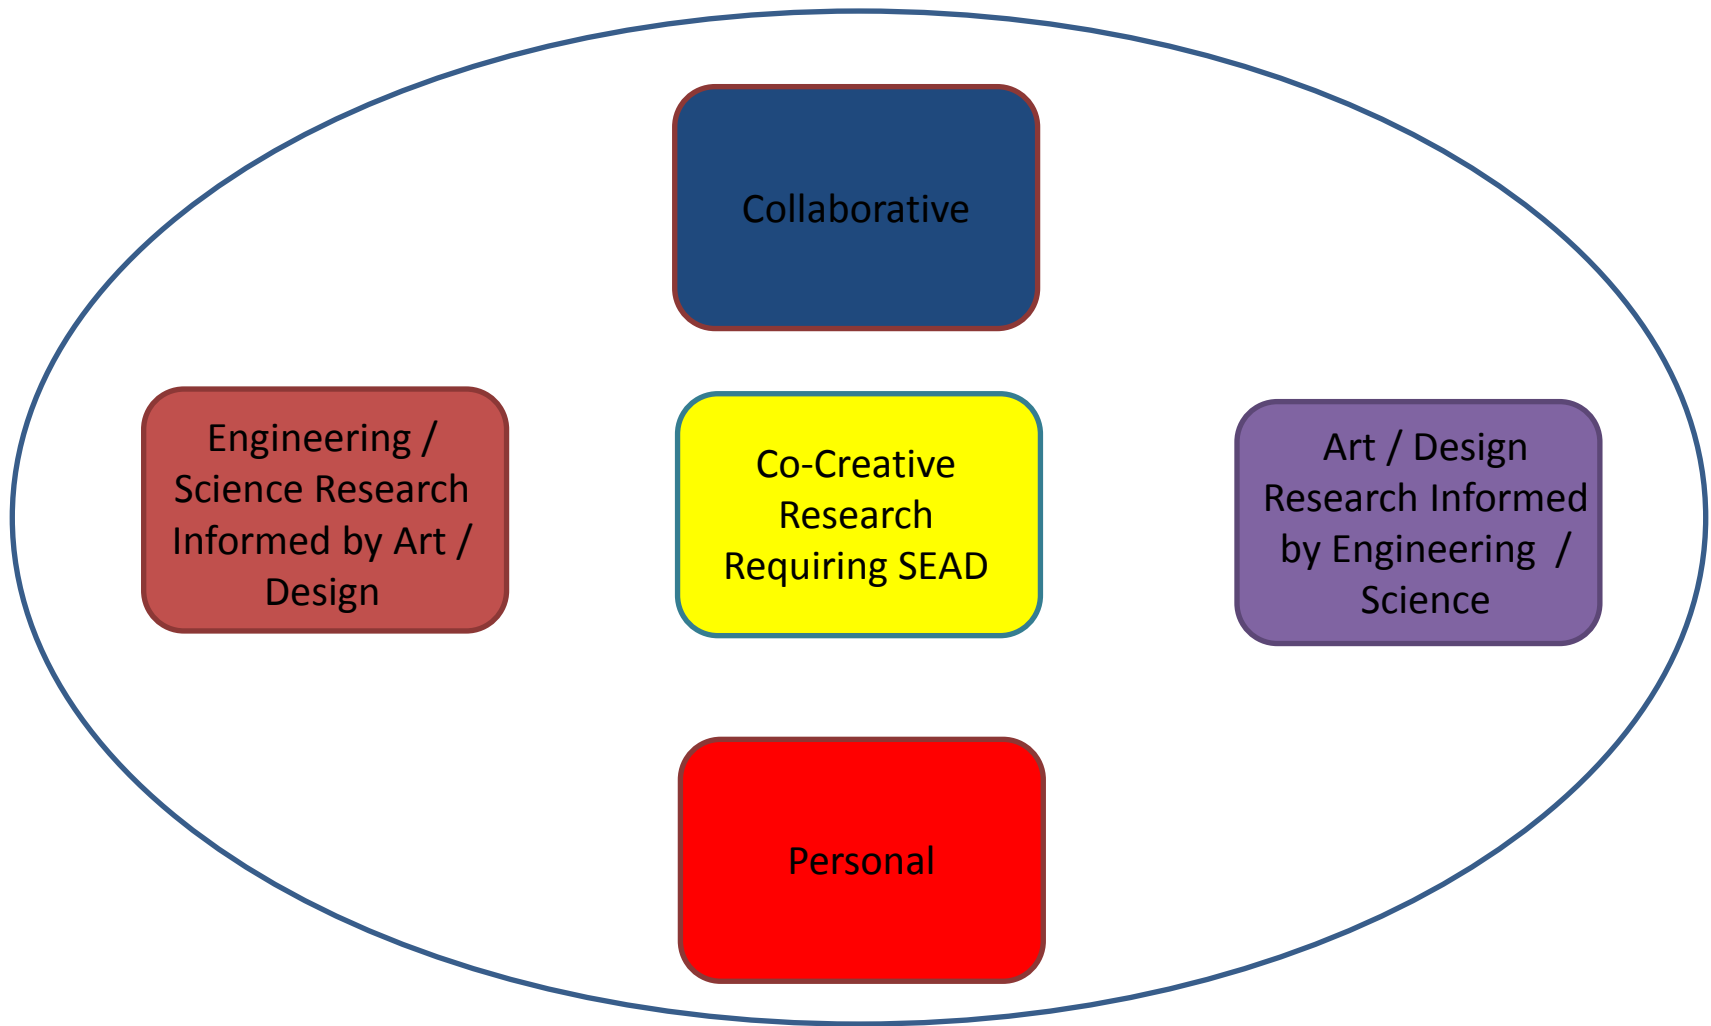 Collaborative
Engineering /
Science Research
Informed by Art /
Design
Co-Creative
Research
Requiring SEAD
Art / Design
Research Informed
by Engineering  /
Science
Personal